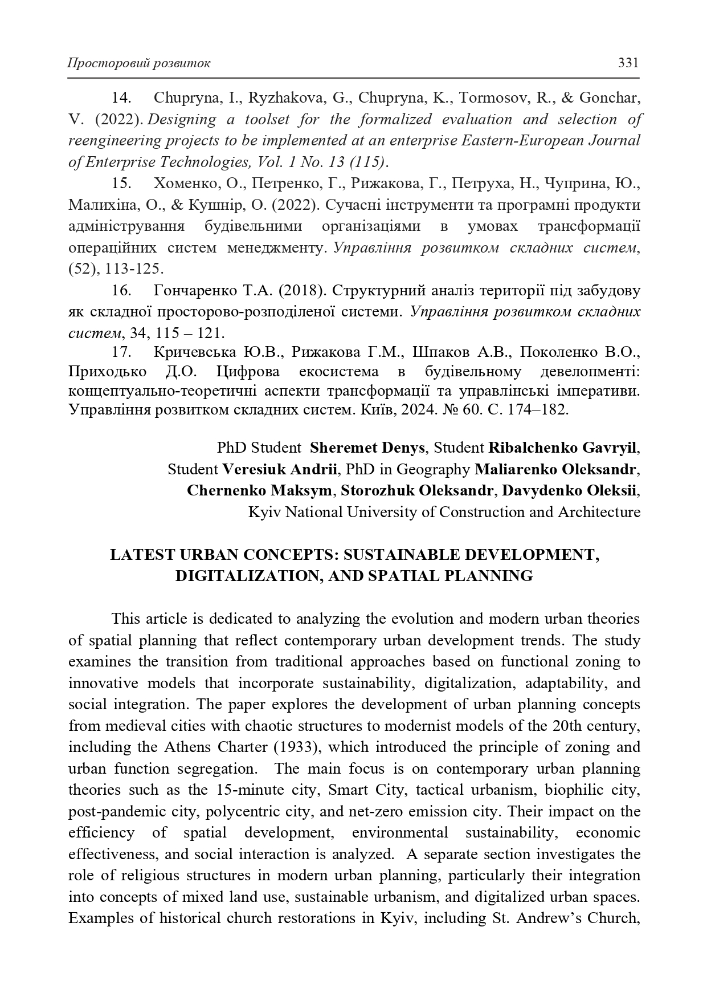 Просторовий розвиток 331
14. Chupryna, I., Ryzhakova, G., Chupryna, K., Tormosov, R., & Gonchar,
V. (2022). Designing a toolset for the formalized evaluation and selection of
reengineering projects to be implemented at an enterprise Eastern-European Journal
of Enterprise Technologies, Vol. 1 No. 13 (115).
15. Хоменко, О., Петренко, Г., Рижакова, Г., Петруха, Н., Чуприна, Ю.,
Малихіна, О., & Кушнір, О. (2022). Сучасні інструменти та програмні продукти
адміністрування будівельними організаціями в умовах трансформації
операційних систем менеджменту. Управління розвитком складних систем,
(52), 113-125.
16. Гончаренко Т.А. (2018). Структурний аналіз території під забудову
як складної просторово-розподіленої системи. Управління розвитком складних
систем, 34, 115 – 121.
17. Кричевська Ю.В., Рижакова Г.М., Шпаков А.В., Поколенко В.О.,
Приходько Д.О. Цифрова екосистема в будівельному девелопменті:
концептуально-теоретичні аспекти трансформації та управлінські імперативи.
Управління розвитком складних систем. Київ, 2024. № 60. С. 174–182.
PhD Student Sheremet Denys, Student Ribalchenko Gavryil,
Student Veresiuk Andrii, PhD in Geography Maliarenko Oleksandr,
Chernenko Maksym, Storozhuk Oleksandr, Davydenko Oleksii,
Kyiv National University of Construction and Architecture
LATEST URBAN CONCEPTS: SUSTAINABLE DEVELOPMENT,
DIGITALIZATION, AND SPATIAL PLANNING
This article is dedicated to analyzing the evolution and modern urban theories
of spatial planning that reflect contemporary urban development trends. The study
examines the transition from traditional approaches based on functional zoning to
innovative models that incorporate sustainability, digitalization, adaptability, and
social integration. The paper explores the development of urban planning concepts
from medieval cities with chaotic structures to modernist models of the 20th century,
including the Athens Charter (1933), which introduced the principle of zoning and
urban function segregation. The main focus is on contemporary urban planning
theories such as the 15-minute city, Smart City, tactical urbanism, biophilic city,
post-pandemic city, polycentric city, and net-zero emission city. Their impact on the
efficiency of spatial development, environmental sustainability, economic
effectiveness, and social interaction is analyzed. A separate section investigates the
role of religious structures in modern urban planning, particularly their integration
into concepts of mixed land use, sustainable urbanism, and digitalized urban spaces.
Examples of historical church restorations in Kyiv, including St. Andrew’s Church,